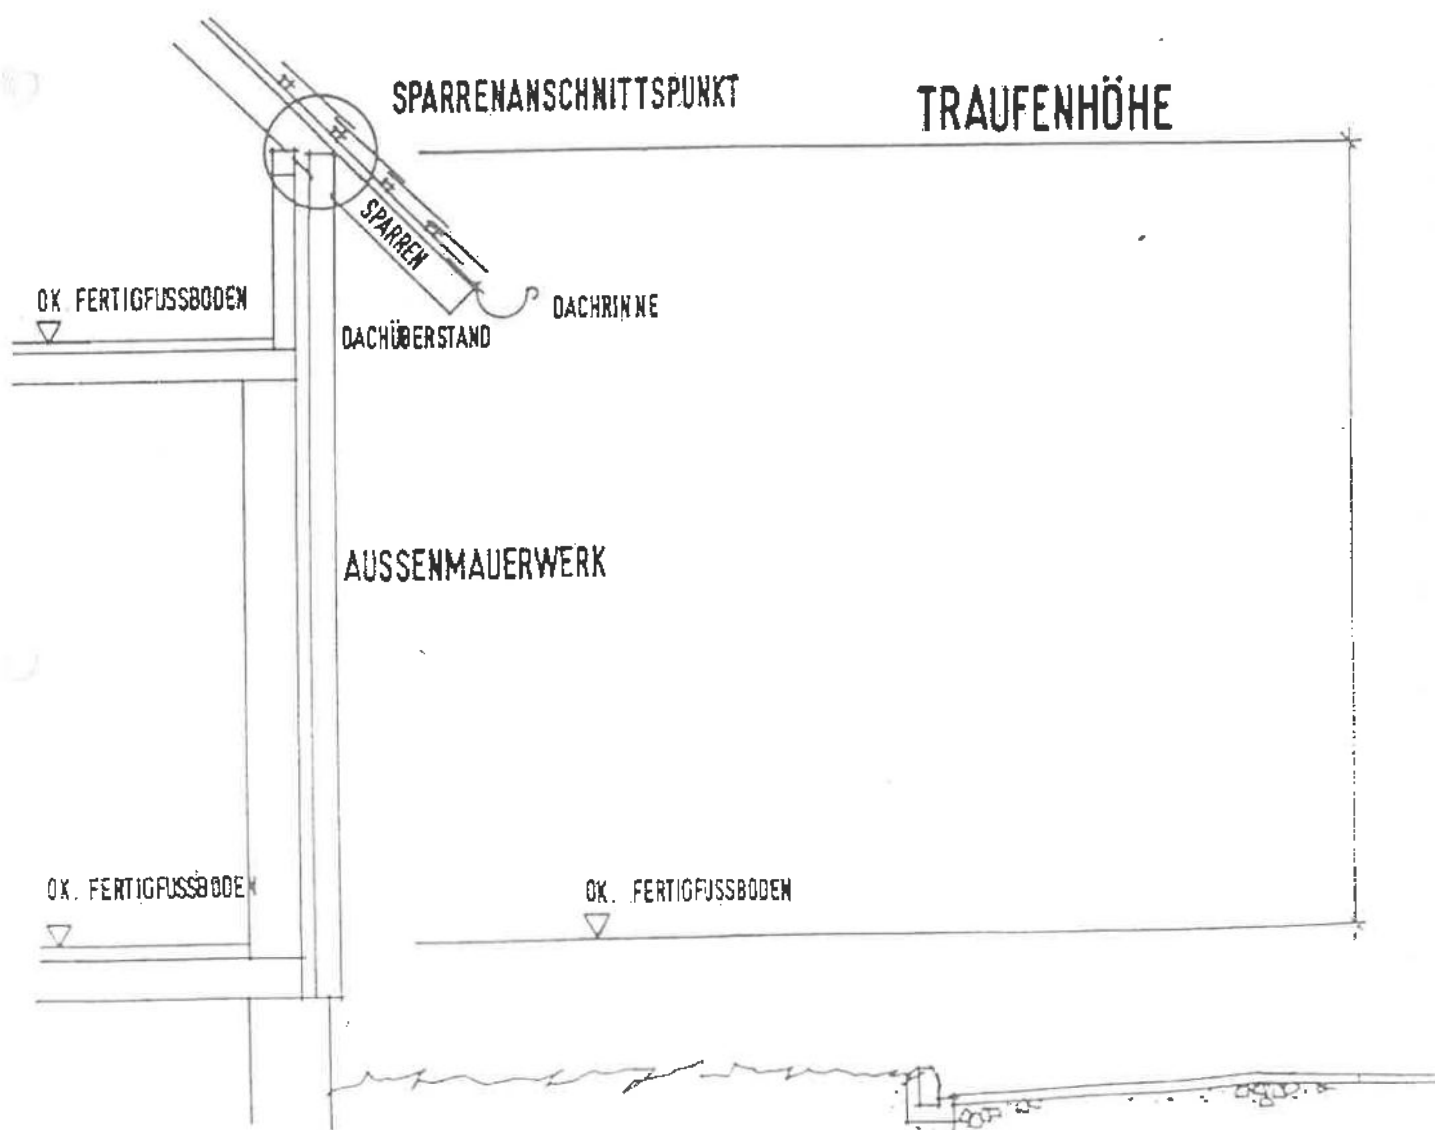 SPARRENANSCHNITTSPUNKT
TRAUFENHÖHE
SPARREN
OK. FERTIGFUSSBODEN
DACHRINNE
DACHÜBERSTAND
AUSSENMAUERWERK
OK. FERTIGFUSSBODEN
OK. FERTIGFUSSBODEN